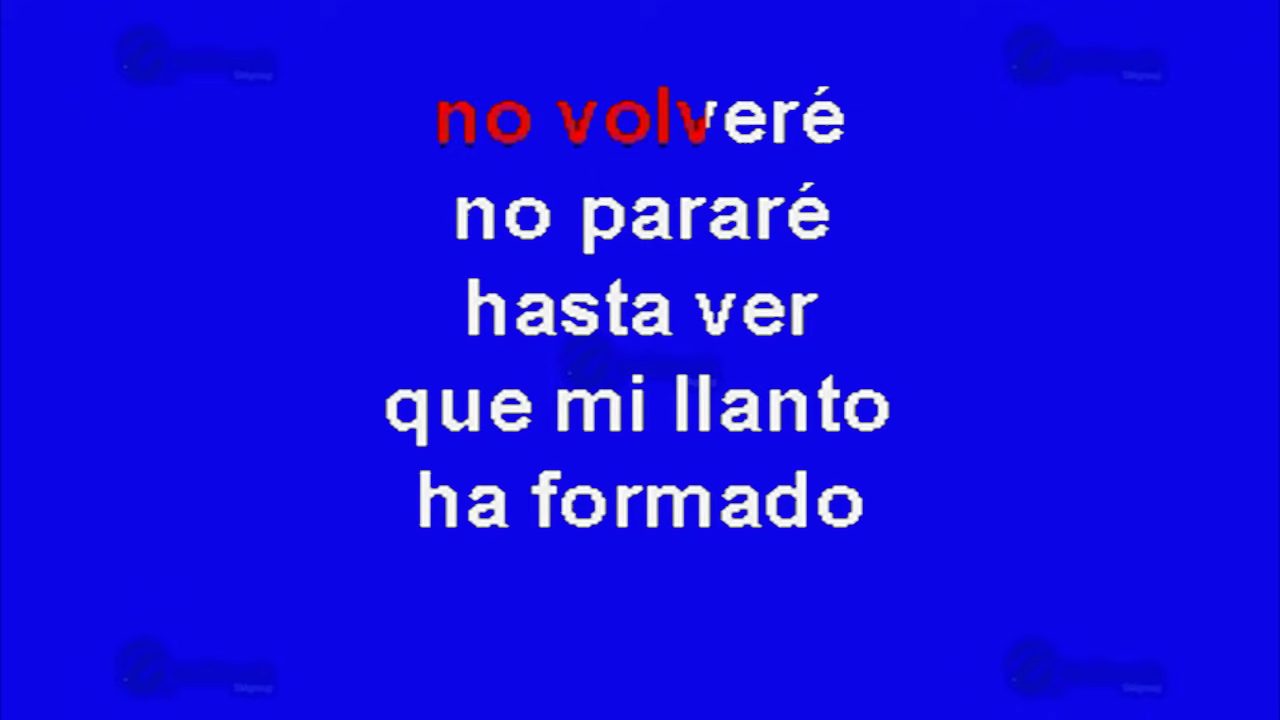 no volveré
no pararé
hasta ver
que mi llanto
ha formado